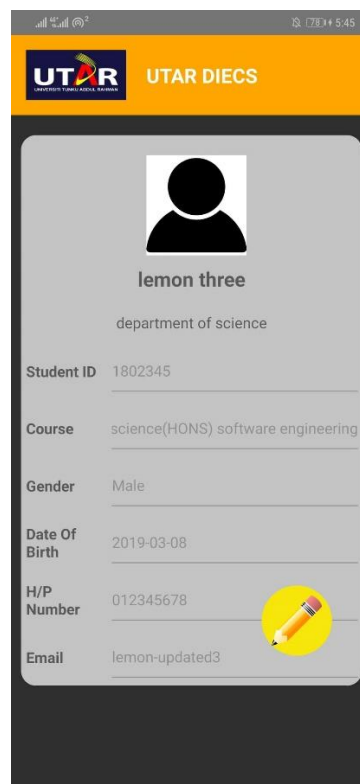 78 5:45
UTAR
UNIVERSITI TUNKU ABDUL RAHMAN
UTAR DIECS
lemon three
department of science
Student ID 1802345
Course science(HONS) software engineering
Gender Male
Date Of
Birth 2019-03-08
H/P
Number 012345678
Email lemon-updated3